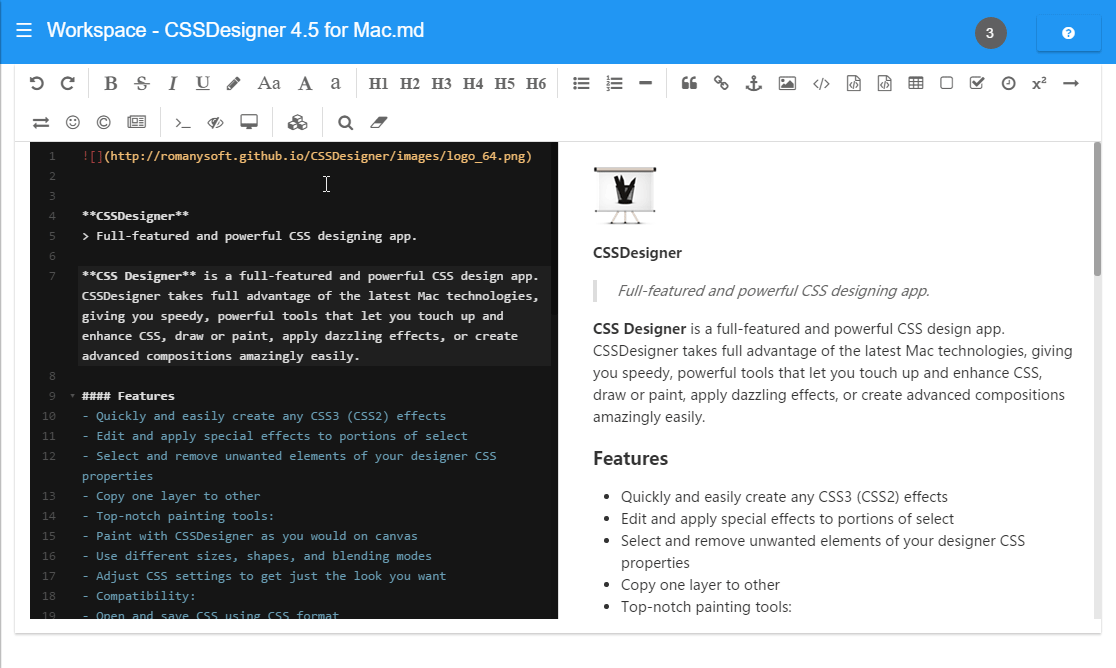 Workspace - CSSDesigner 4.5 for Mac.md
3
?
B S I U Aa A a H1 H2 H3 H4 H5 H6 x²
1 ![](http://romanysoft.github.io/CSSDesigner/images/logo_64.png)
2
3
4 **CSSDesigner**
5 > Full-featured and powerful CSS designing app.
6
7 **CSS Designer** is a full-featured and powerful CSS design app.
CSSDesigner takes full advantage of the latest Mac technologies,
giving you speedy, powerful tools that let you touch up and
enhance CSS, draw or paint, apply dazzling effects, or create
advanced compositions amazingly easily.
8
9 #### Features
10 - Quickly and easily create any CSS3 (CSS2) effects
11 - Edit and apply special effects to portions of select
12 - Select and remove unwanted elements of your designer CSS
properties
13 - Copy one layer to other
14 - Top-notch painting tools:
15 - Paint with CSSDesigner as you would on canvas
16 - Use different sizes, shapes, and blending modes
17 - Adjust CSS settings to get just the look you want
18 - Compatibility:
19 - Open and save CSS using CSS format
CSSDesigner
Full-featured and powerful CSS designing app.
CSS Designer is a full-featured and powerful CSS design app.
CSSDesigner takes full advantage of the latest Mac technologies, giving
you speedy, powerful tools that let you touch up and enhance CSS,
draw or paint, apply dazzling effects, or create advanced compositions
amazingly easily.
Features
• Quickly and easily create any CSS3 (CSS2) effects
• Edit and apply special effects to portions of select
• Select and remove unwanted elements of your designer CSS
properties
• Copy one layer to other
• Top-notch painting tools: